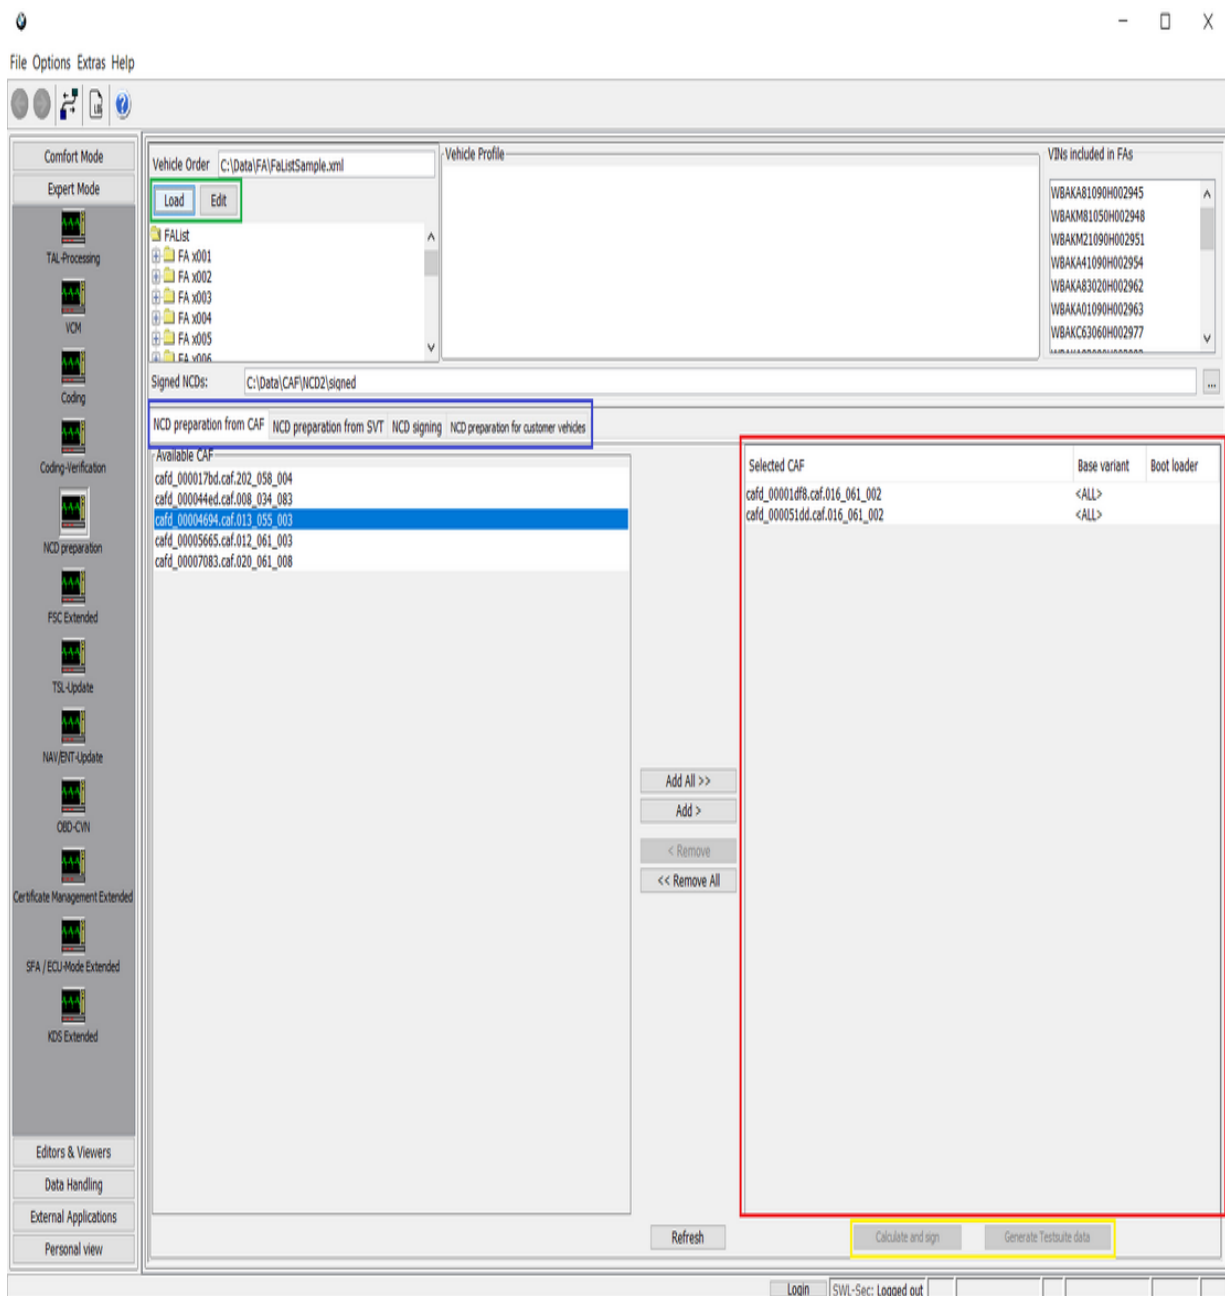 File Options Extras Help
Comfort Mode
Expert Mode
TAL-Processing
VCM
Coding
Coding-Verification
NCD preparation
FSC Extended
TSL-Update
NAV/ENT-Update
OBD-CVN
Certificate Management Extended
SFA / ECU-Mode Extended
KDS Extended
Editors & Viewers
Data Handling
External Applications
Personal view
Vehicle Order C:\Data\FA\FaListSample.xml
Load Edit
FAList
FA x001
FA x002
FA x003
FA x004
FA x005
FA x006
Vehicle Profile
VINs included in FAs
WBAKA81090H002945
WBAKM81050H002948
WBAKM21090H002951
WBAKA41090H002954
WBAKA83020H002962
WBAKA01090H002963
WBAKC63060H002977
Signed NCDs: C:\Data\CAF\NCD2\signed ...
NCD preparation from CAF NCD preparation from SVT NCD signing NCD preparation for customer vehicles
Available CAF
cafd_000017bd.caf.202_058_004
cafd_000044ed.caf.008_034_083
cafd_00004694.caf.013_055_003
cafd_00005665.caf.012_061_003
cafd_00007083.caf.020_061_008
Add All >>
Add >
< Remove
<< Remove All
Selected CAF Base variant Boot loader
cafd_00001df8.caf.016_061_002 <ALL>
cafd_000051dd.caf.016_061_002 <ALL>
Refresh Calculate and sign Generate Testsuite data
Login SWL-Sec: Logged out